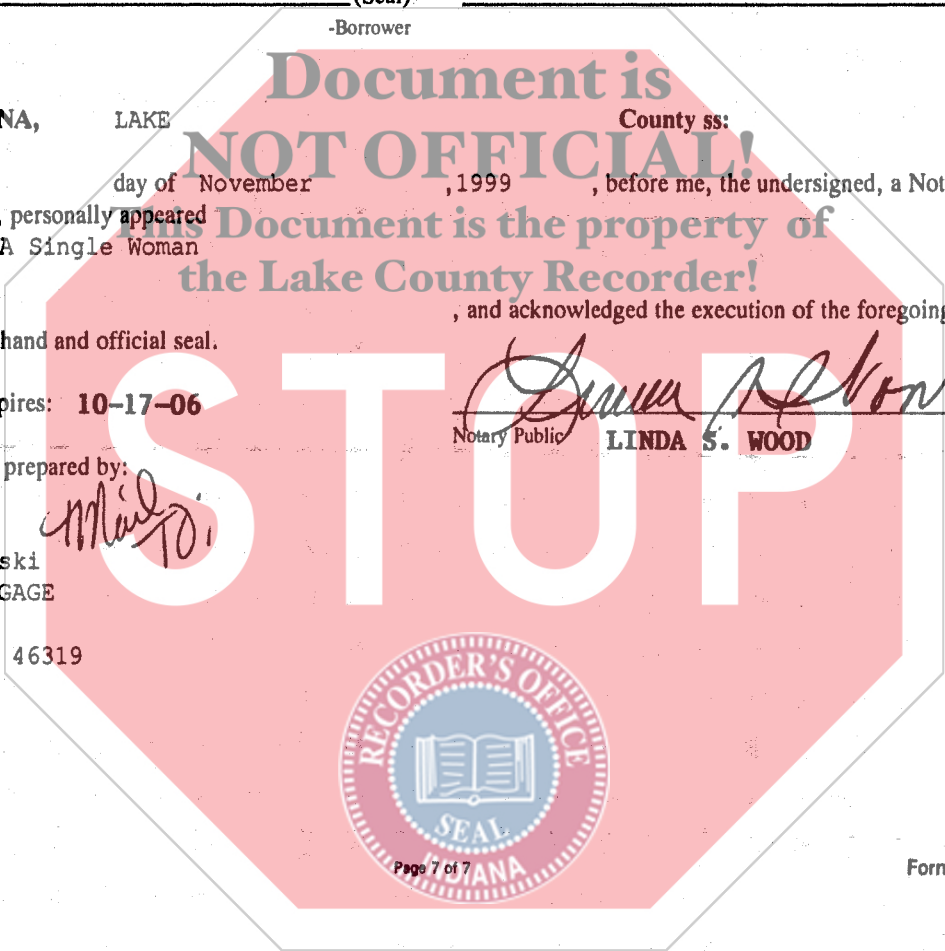 (Seal)
-Borrower
Document is
NA, LAKE County ss:
NOT OFFICIAL!
day of November ,1999 , before me, the undersigned, a Not
, personally appeared
This Document is the property of
A Single Woman
the Lake County Recorder!
, and acknowledged the execution of the foregoing
hand and official seal.
pires: 10-17-06
Notary Public LINDA S. WOOD
prepared by:
Mail To:
ski
GAGE
46319
STOP
RECORDER'S OFFICE
SEAL
INDIANA
Page 7 of 7
Forn